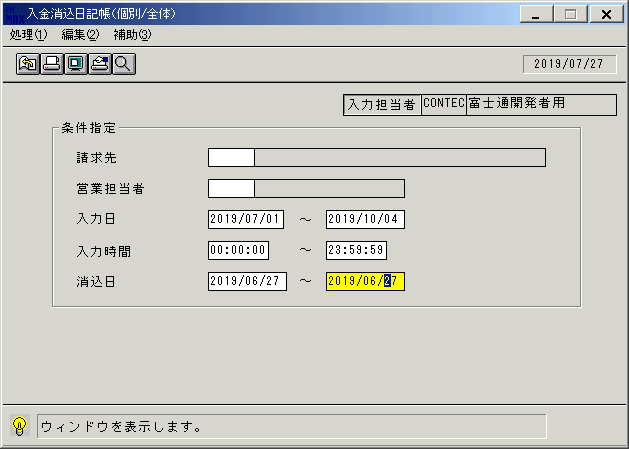 入金消込日記帳(個別/全体)
処理(1) 編集(2) 補助(3)
2019/07/27
入力担当者 CONTEC 富士通開発者用
条件指定
請求先
営業担当者
入力日 2019/07/01 ～ 2019/10/04
入力時間 00:00:00 ～ 23:59:59
消込日 2019/06/27 ～ 2019/06/27
ウィンドウを表示します。